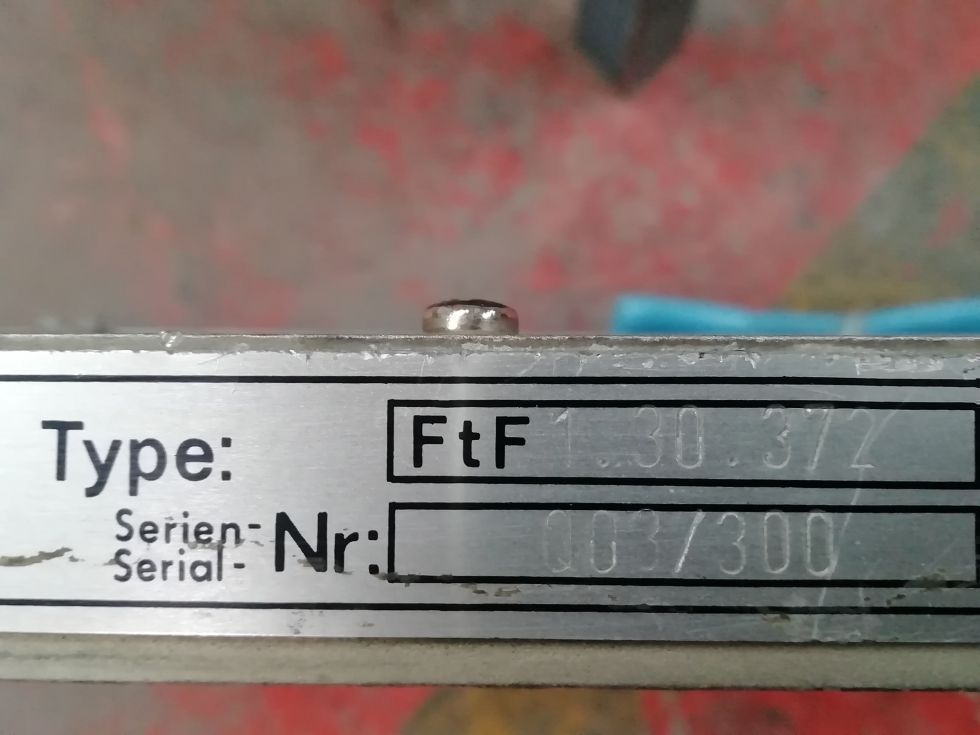 Type: FtF 1.30.372
Serien-
Serial- Nr: 003/300